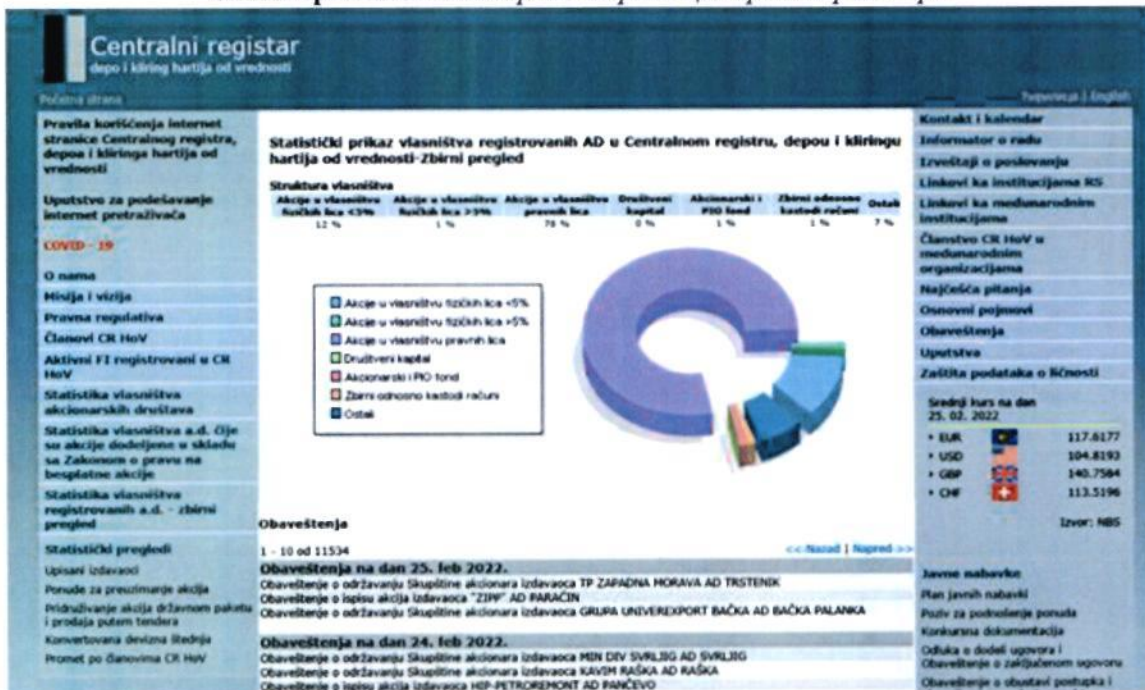 Centralni registar
depo i kliring hartija od vrednosti
Početna strana
English
Pravila korišćenja internet
stranice Centralnog registra,
depoa i kliringa hartija od
vrednosti
Uputstvo za podešavanje
internet pretraživača
COVID - 19
O nama
Misija i vizija
Pravna regulativa
Članovi CR HoV
Aktivni FI registrovani u CR
HoV
Statistika vlasništva
akcionarskih društava
Statistika vlasništva a.d. čije
su akcije dodeljene u skladu
sa Zakonom o pravu na
besplatne akcije
Statistika vlasništva
registrovanih a.d. - zbirni
pregled
Statistički pregledi
Upisani izdavaoci
Ponude za preuzimanje akcija
Pridruživanje akcija državnom paketu
i prodaja putem tendera
Konvertovana devizna štednja
Promet po članovima CR HoV
Statistički prikaz vlasništva registrovanih AD u Centralnom registru, depou i kliringu
hartija od vrednosti-Zbirni pregled
Struktura vlasništva
Akcije u vlasništvu fizičkih lica <5% Akcije u vlasništvu fizičkih lica >5% Akcije u vlasništvu pravnih lica Društveni kapital Akcionarski i PIO fond Zbirni odnosno kastodi računi Ostali
12 % 1 % 78 % 0 % 1 % 1 % 7 %
Akcije u vlasništvu fizičkih lica <5%
Akcije u vlasništvu fizičkih lica >5%
Akcije u vlasništvu pravnih lica
Društveni kapital
Akcionarski i PIO fond
Zbirni odnosno kastodi računi
Ostali
Obaveštenja
1 - 10 od 11534 << Nazad | Napred >>
Obaveštenja na dan 25. feb 2022.
Obaveštenje o održavanju Skupštine akcionara izdavaoca TP ZAPADNA MORAVA AD TRSTENIK
Obaveštenje o ispisu akcija izdavaoca "ZIPP" AD PARAĆIN
Obaveštenje o održavanju Skupštine akcionara izdavaoca GRUPA UNIVEREXPORT BAČKA AD BAČKA PALANKA
Obaveštenja na dan 24. feb 2022.
Obaveštenje o održavanju Skupštine akcionara izdavaoca MIN DIV SVRLJIG AD SVRLJIG
Obaveštenje o održavanju Skupštine akcionara izdavaoca KAVIM RAŠKA AD RAŠKA
Obaveštenje o ispisu akcija izdavaoca HIP-PETROREMONT AD PANČEVO
Kontakt i kalendar
Informator o radu
Izveštaji o poslovanju
Linkovi ka institucijama RS
Linkovi ka međunarodnim
institucijama
Članstvo CR HoV u
međunarodnim
organizacijama
Najčešća pitanja
Osnovni pojmovi
Obaveštenja
Uputstva
Zaštita podataka o ličnosti
Srednji kurs na dan
25. 02. 2022
EUR 117.6177
USD 104.8193
GBP 140.7584
CHF 113.5196
Izvor: NBS
Javne nabavke
Plan javnih nabavki
Poziv za podnošenje ponuda
Konkursna dokumentacija
Odluka o dodeli ugovora i
Obaveštenje o zaključenom ugovoru
Obaveštenje o obustavi postupka i